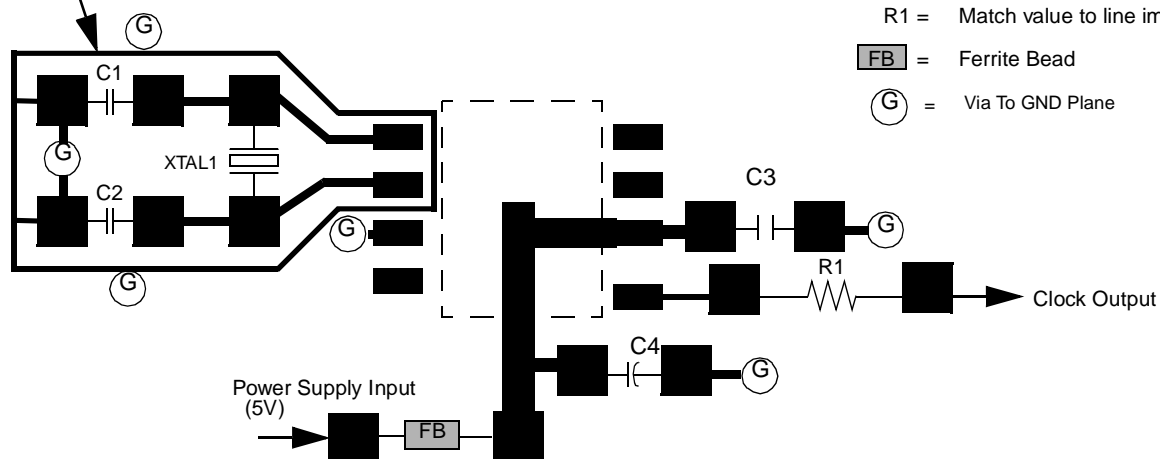 R1 = Match value to line
FB = Ferrite Bead
G = Via To GND Plane
G
C1
G
XTAL1
C2
G
G
C3
G
R1
Clock Output
C4
G
Power Supply Input
(5V)
FB